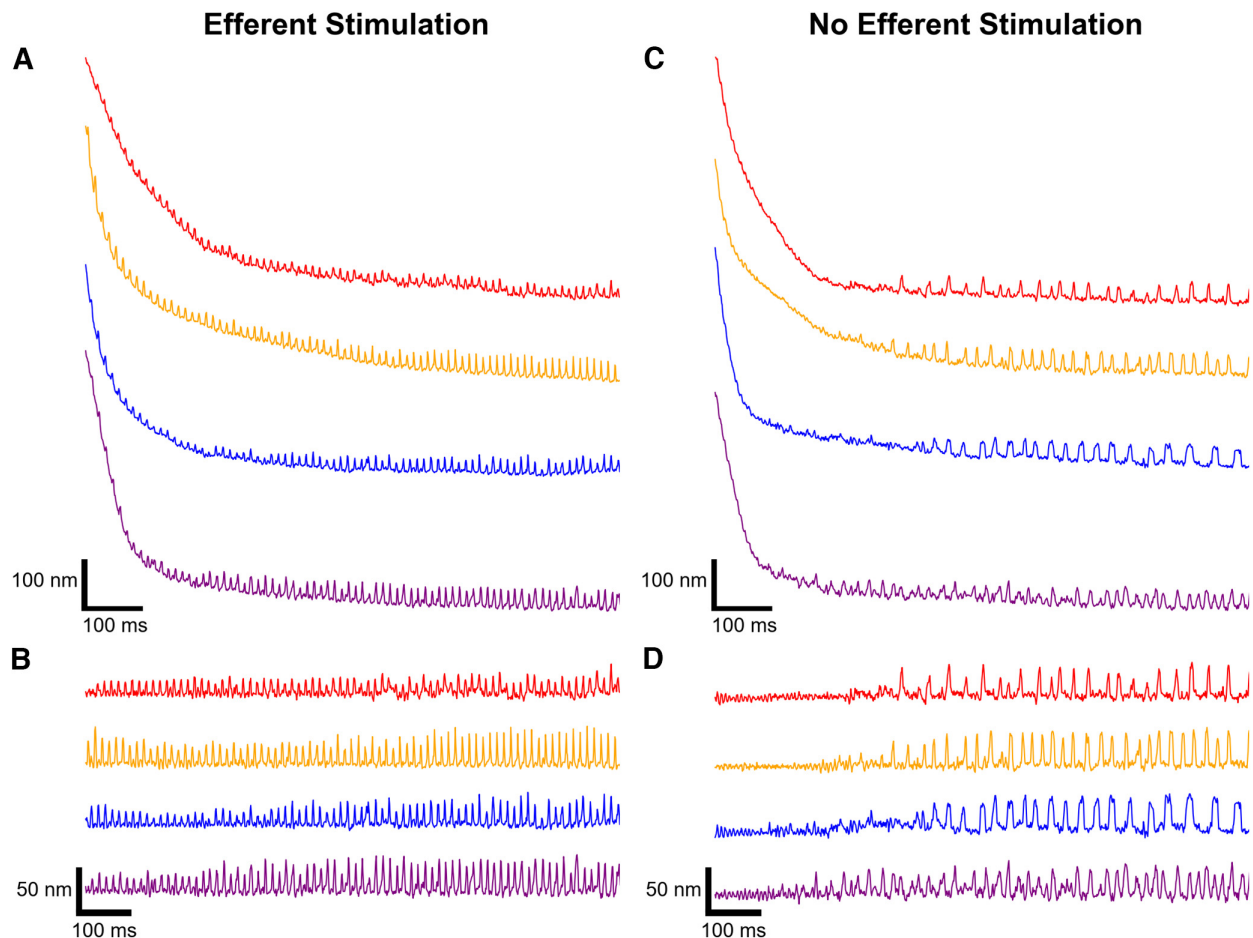 Efferent Stimulation
No Efferent Stimulation
A
C
100 nm
100 ms
100 nm
100 ms
B
D
50 nm
100 ms
50 nm
100 ms